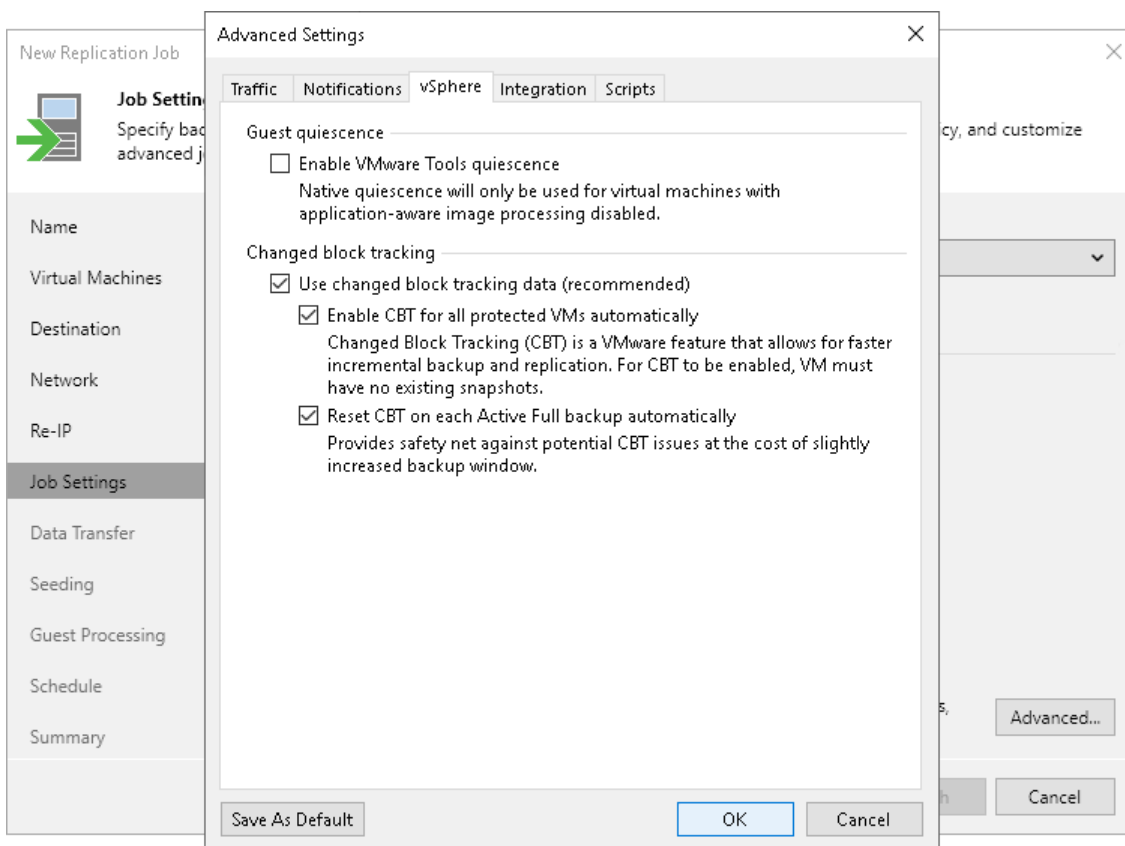 New Replication Job
Job Settin
Specify bac
advanced j
icy, and customize
Name
Virtual Machines
Destination
Network
Re-IP
Job Settings
Data Transfer
Seeding
Guest Processing
Schedule
Summary
s,
Advanced...
h
Cancel
Advanced Settings
Traffic
Notifications
vSphere
Integration
Scripts
Guest quiescence
Enable VMware Tools quiescence
Native quiescence will only be used for virtual machines with
application-aware image processing disabled.
Changed block tracking
Use changed block tracking data (recommended)
Enable CBT for all protected VMs automatically
Changed Block Tracking (CBT) is a VMware feature that allows for faster
incremental backup and replication. For CBT to be enabled, VM must
have no existing snapshots.
Reset CBT on each Active Full backup automatically
Provides safety net against potential CBT issues at the cost of slightly
increased backup window.
Save As Default
OK
Cancel